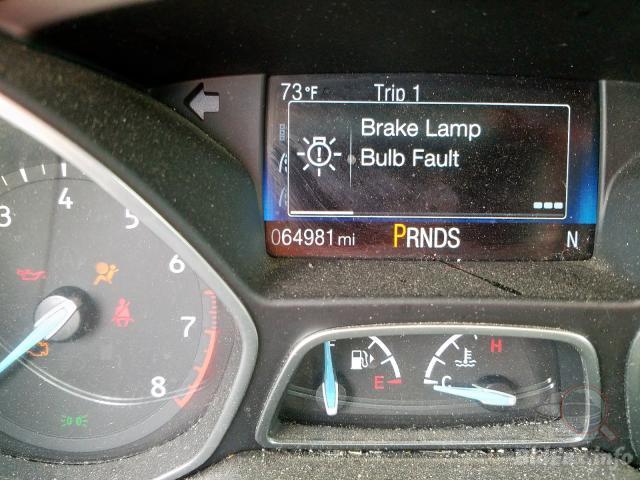 73°F Trip 1
Brake Lamp
Bulb Fault
064981 mi PRNDS N
3 4 5 6 7 8
F E
H C